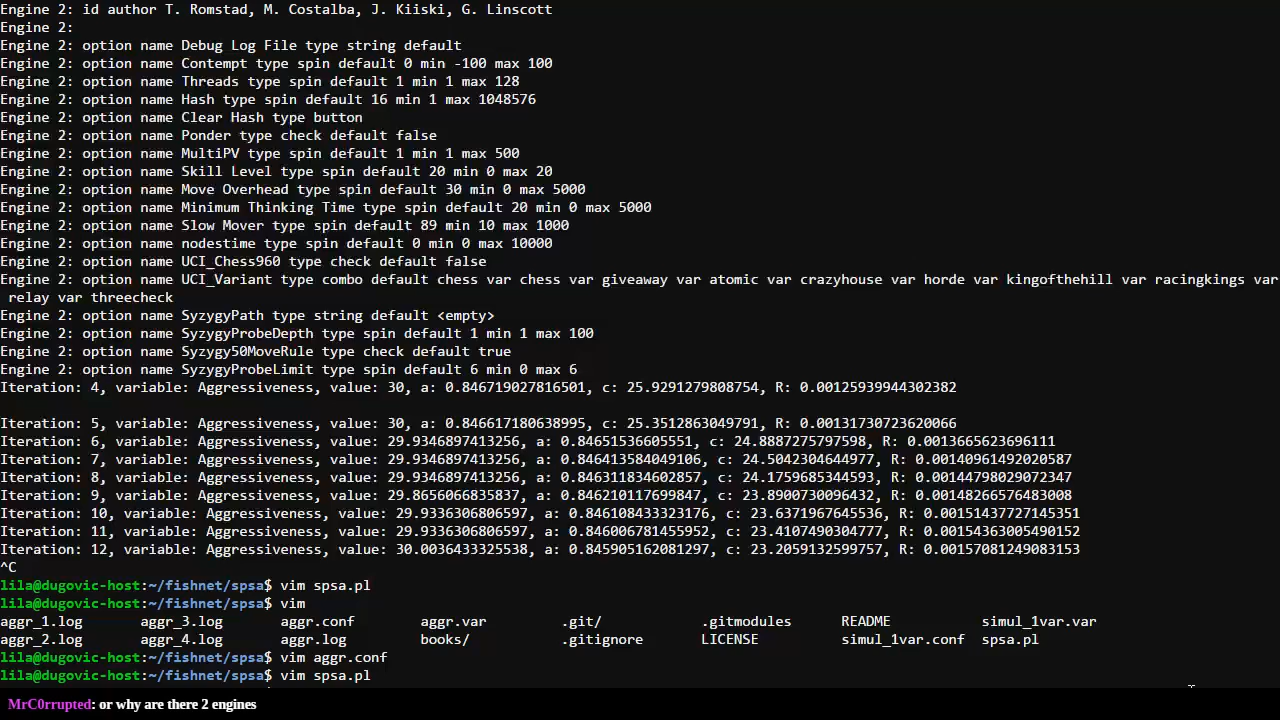 Engine 2: id author T. Romstad, M. Costalba, J. Kiiski, G. Linscott
Engine 2:
Engine 2: option name Debug Log File type string default
Engine 2: option name Contempt type spin default 0 min -100 max 100
Engine 2: option name Threads type spin default 1 min 1 max 128
Engine 2: option name Hash type spin default 16 min 1 max 1048576
Engine 2: option name Clear Hash type button
Engine 2: option name Ponder type check default false
Engine 2: option name MultiPV type spin default 1 min 1 max 500
Engine 2: option name Skill Level type spin default 20 min 0 max 20
Engine 2: option name Move Overhead type spin default 30 min 0 max 5000
Engine 2: option name Minimum Thinking Time type spin default 20 min 0 max 5000
Engine 2: option name Slow Mover type spin default 89 min 10 max 1000
Engine 2: option name nodestime type spin default 0 min 0 max 10000
Engine 2: option name UCI_Chess960 type check default false
Engine 2: option name UCI_Variant type combo default chess var chess var giveaway var atomic var crazyhouse var horde var kingofthehill var racingkings var
relay var threecheck
Engine 2: option name SyzygyPath type string default <empty>
Engine 2: option name SyzygyProbeDepth type spin default 1 min 1 max 100
Engine 2: option name Syzygy50MoveRule type check default true
Engine 2: option name SyzygyProbeLimit type spin default 6 min 0 max 6
Iteration: 4, variable: Aggressiveness, value: 30, a: 0.846719027816501, c: 25.9291279808754, R: 0.00125939944302382
Iteration: 5, variable: Aggressiveness, value: 30, a: 0.846617180638995, c: 25.3512863049791, R: 0.00131730723620066
Iteration: 6, variable: Aggressiveness, value: 29.9346897413256, a: 0.84651536605551, c: 24.8887275797598, R: 0.0013665623696111
Iteration: 7, variable: Aggressiveness, value: 29.9346897413256, a: 0.846413584049106, c: 24.5042304644977, R: 0.00140961492020587
Iteration: 8, variable: Aggressiveness, value: 29.9346897413256, a: 0.846311834602857, c: 24.1759685344593, R: 0.00144798029072347
Iteration: 9, variable: Aggressiveness, value: 29.8656066835837, a: 0.846210117699847, c: 23.8900730096432, R: 0.00148266576483008
Iteration: 10, variable: Aggressiveness, value: 29.9336306806597, a: 0.846108433323176, c: 23.6371967645536, R: 0.00151437727145351
Iteration: 11, variable: Aggressiveness, value: 29.9336306806597, a: 0.846006781455952, c: 23.4107490304777, R: 0.00154363005490152
Iteration: 12, variable: Aggressiveness, value: 30.0036433325538, a: 0.845905162081297, c: 23.2059132599757, R: 0.00157081249083153
^C
lila@dugovic-host:~/fishnet/spsa$ vim spsa.pl
lila@dugovic-host:~/fishnet/spsa$ vim
aggr_1.log aggr_3.log aggr.conf aggr.var .git/ .gitmodules README simul_1var.var
aggr_2.log aggr_4.log aggr.log books/ .gitignore LICENSE simul_1var.conf spsa.pl
lila@dugovic-host:~/fishnet/spsa$ vim aggr.conf
lila@dugovic-host:~/fishnet/spsa$ vim spsa.pl
MrC0rrupted: or why are there 2 engines